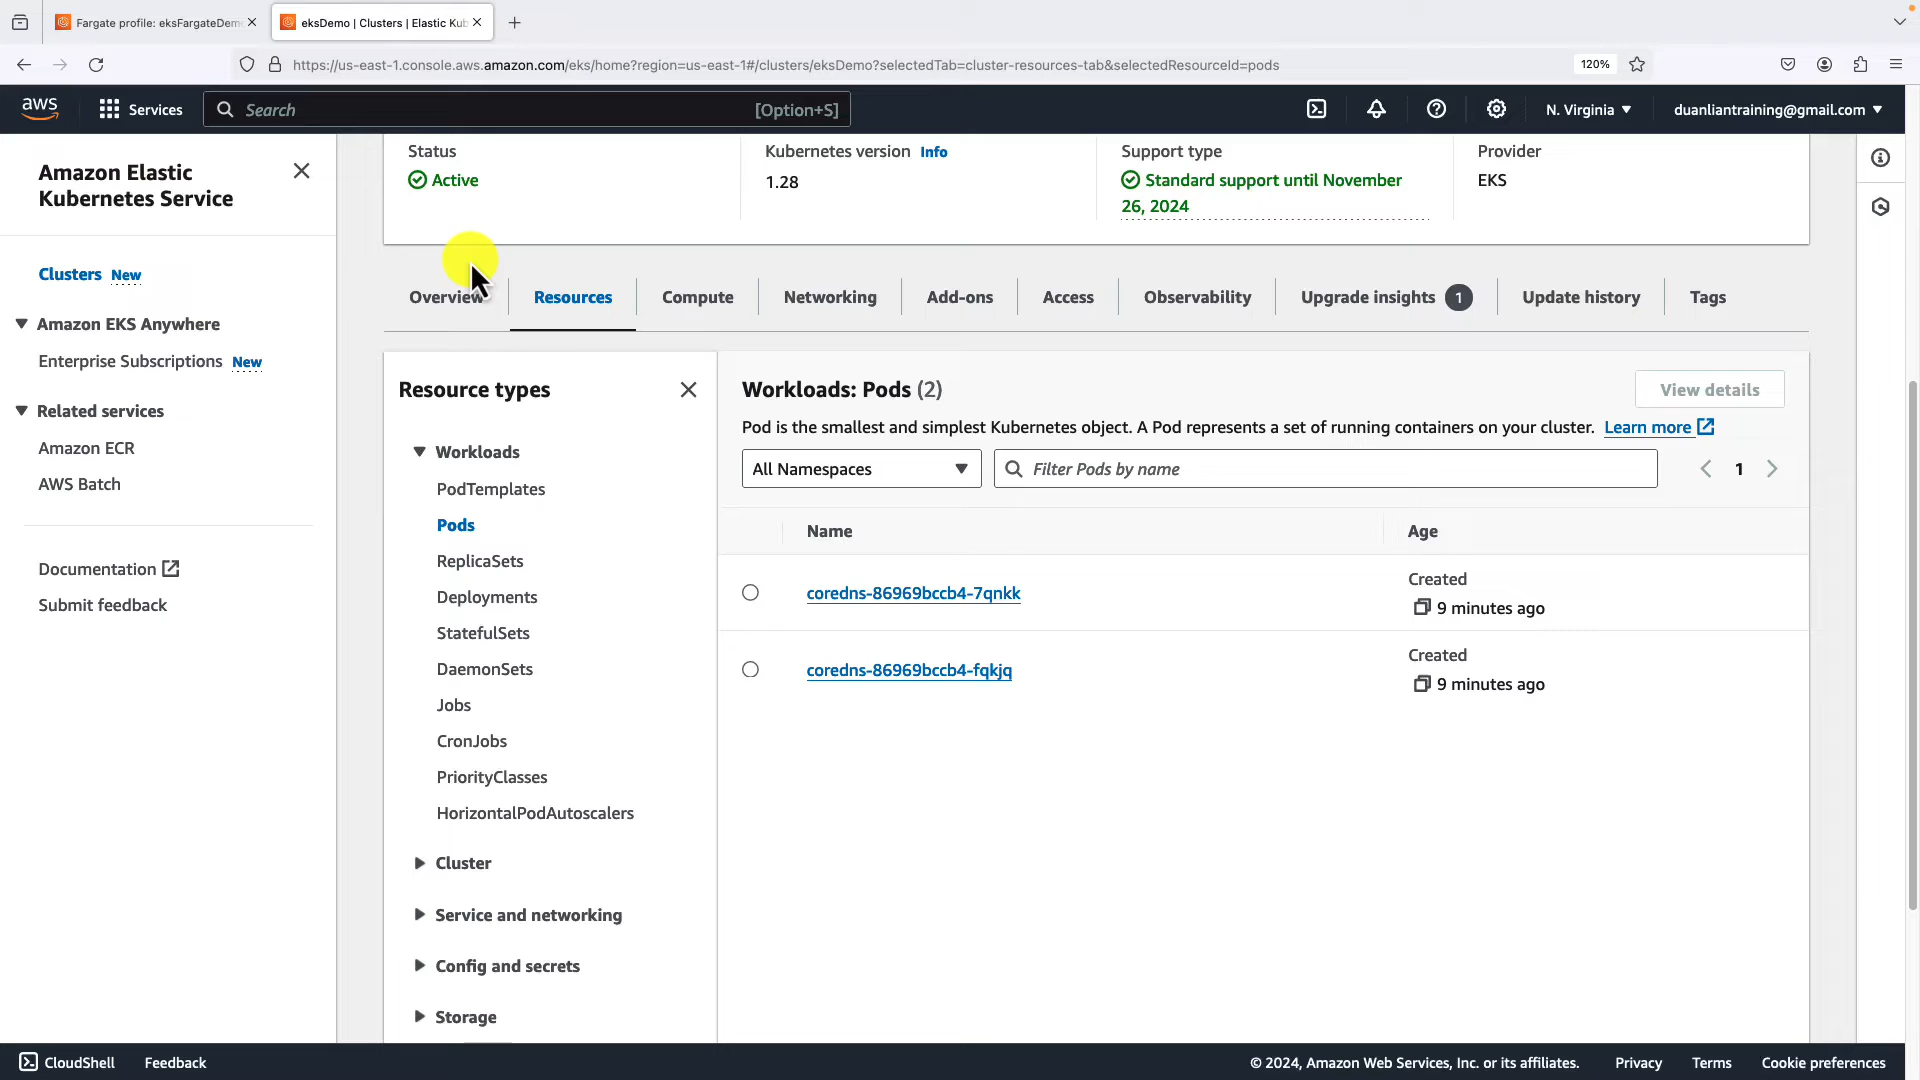 Fargate profile: eksFargateDem
eksDemo | Clusters | Elastic Kub
https://us-east-1.console.aws.amazon.com/eks/home?region=us-east-1#/clusters/eksDemo?selectedTab=cluster-resources-tab&selectedResourceId=pods
120%
aws
Services
Search
[Option+S]
N. Virginia
duanliantraining@gmail.com
Amazon Elastic
Kubernetes Service
Clusters New
Amazon EKS Anywhere
Enterprise Subscriptions New
Related services
Amazon ECR
AWS Batch
Documentation
Submit feedback
Status
Active
Kubernetes version Info
1.28
Support type
Standard support until November
26, 2024
Provider
EKS
Overview
Resources
Compute
Networking
Add-ons
Access
Observability
Upgrade insights 1
Update history
Tags
Resource types
Workloads
PodTemplates
Pods
ReplicaSets
Deployments
StatefulSets
DaemonSets
Jobs
CronJobs
PriorityClasses
HorizontalPodAutoscalers
Cluster
Service and networking
Config and secrets
Storage
Workloads: Pods (2)
View details
Pod is the smallest and simplest Kubernetes object. A Pod represents a set of running containers on your cluster. Learn more
All Namespaces
Filter Pods by name
1
Name
Age
coredns-86969bccb4-7qnkk
Created
9 minutes ago
coredns-86969bccb4-fqkjq
Created
9 minutes ago
CloudShell
Feedback
© 2024, Amazon Web Services, Inc. or its affiliates.
Privacy
Terms
Cookie preferences